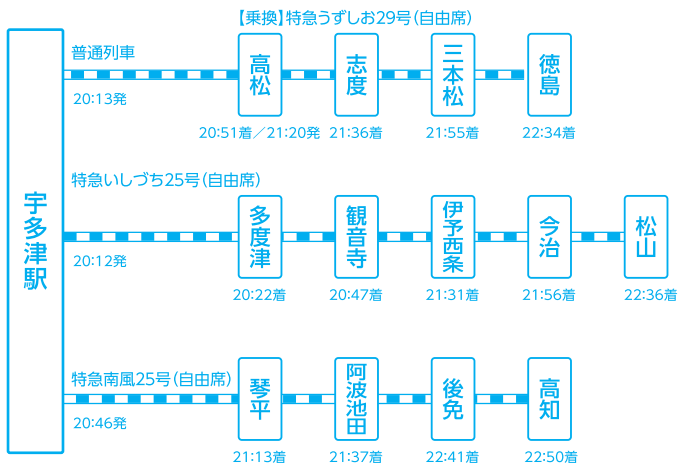 【乗換】特急うずしお29号（自由席）
普通列車
高松
志度
三本松
徳島
20:13発
20:51着／21:20発
21:36着
21:55着
22:34着
宇多津駅
特急いしづち25号（自由席）
多度津
観音寺
伊予西条
今治
松山
20:12発
20:22着
20:47着
21:31着
21:56着
22:36着
特急南風25号（自由席）
琴平
阿波池田
後免
高知
20:46発
21:13着
21:37着
22:41着
22:50着